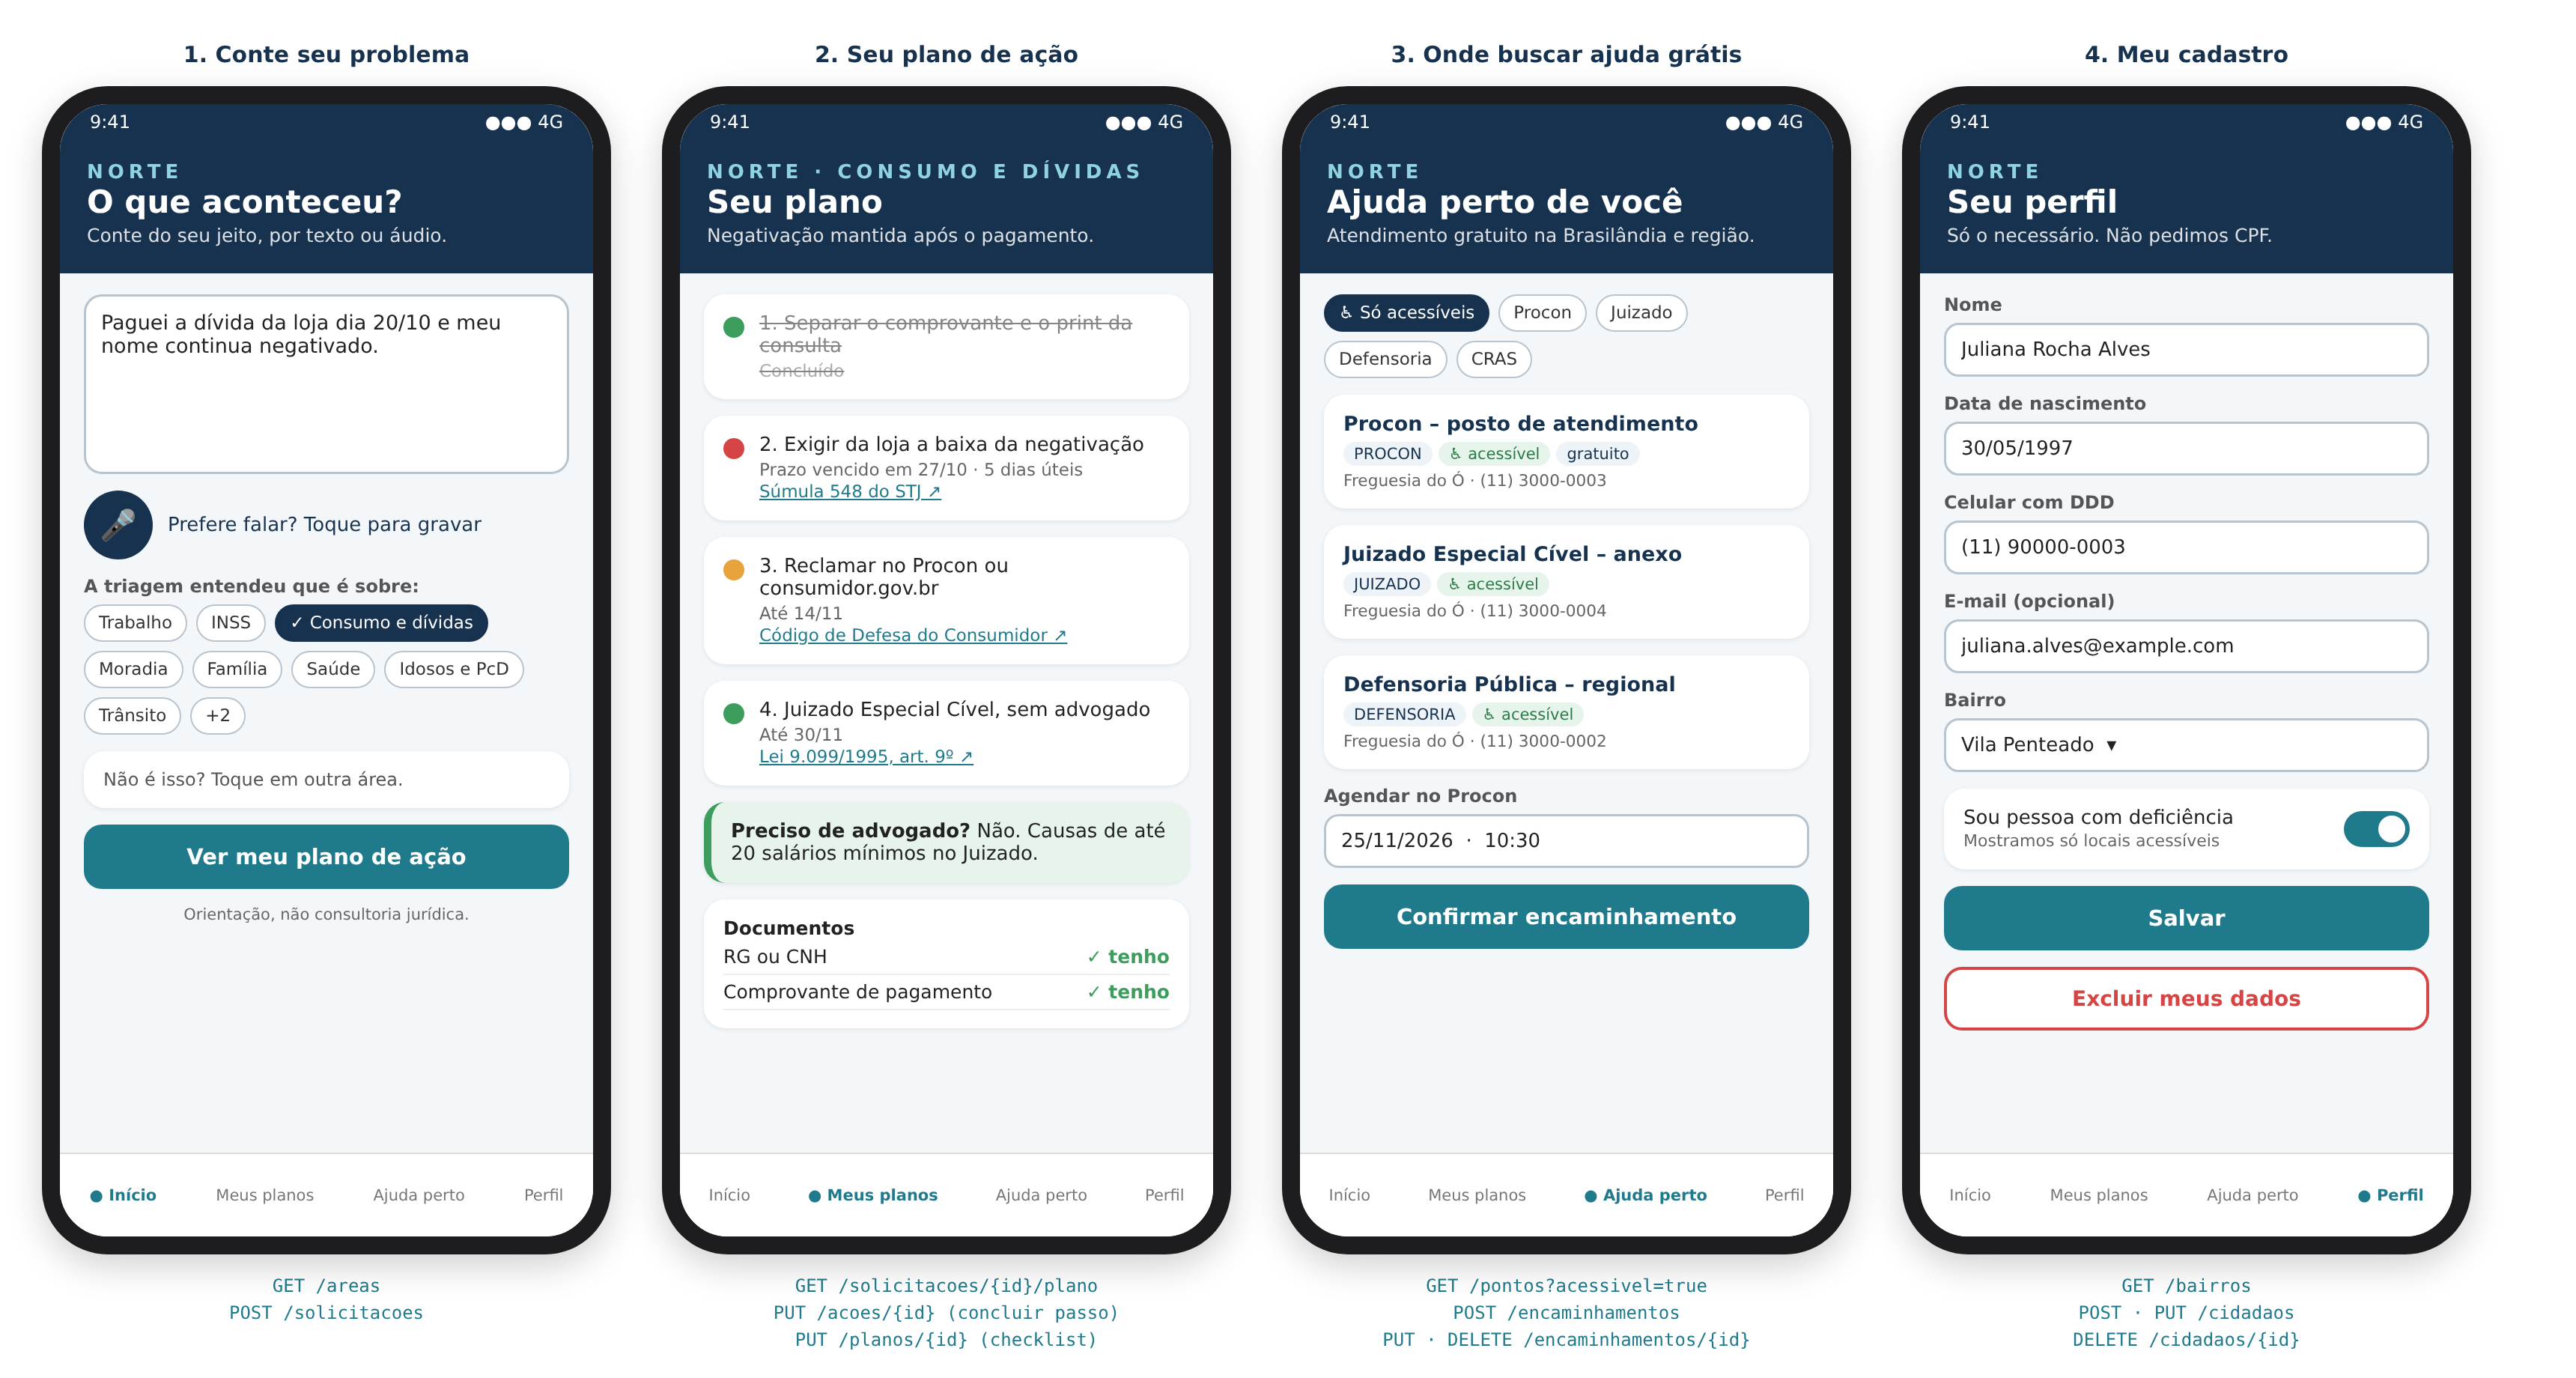 1. Conte seu problema
9:41
●●● 4G
NORTE
O que aconteceu?
Conte do seu jeito, por texto ou áudio.
Paguei a dívida da loja dia 20/10 e meu
nome continua negativado.
Prefere falar? Toque para gravar
A triagem entendeu que é sobre:
Trabalho
INSS
✓ Consumo e dívidas
Moradia
Família
Saúde
Idosos e PcD
Trânsito
+2
Não é isso? Toque em outra área.
Ver meu plano de ação
Orientação, não consultoria jurídica.
● Início
Meus planos
Ajuda perto
Perfil
GET /areas
POST /solicitacoes
2. Seu plano de ação
9:41
●●● 4G
NORTE · CONSUMO E DÍVIDAS
Seu plano
Negativação mantida após o pagamento.
1. Separar o comprovante e o print da
consulta
Concluído
2. Exigir da loja a baixa da negativação
Prazo vencido em 27/10 · 5 dias úteis
Súmula 548 do STJ ↗
3. Reclamar no Procon ou
consumidor.gov.br
Até 14/11
Código de Defesa do Consumidor ↗
4. Juizado Especial Cível, sem advogado
Até 30/11
Lei 9.099/1995, art. 9º ↗
Preciso de advogado? Não. Causas de até
20 salários mínimos no Juizado.
Documentos
RG ou CNH ✓ tenho
Comprovante de pagamento ✓ tenho
Início
● Meus planos
Ajuda perto
Perfil
GET /solicitacoes/{id}/plano
PUT /acoes/{id} (concluir passo)
PUT /planos/{id} (checklist)
3. Onde buscar ajuda grátis
9:41
●●● 4G
NORTE
Ajuda perto de você
Atendimento gratuito na Brasilândia e região.
♿ Só acessíveis
Procon
Juizado
Defensoria
CRAS
Procon – posto de atendimento
PROCON ♿ acessível gratuito
Freguesia do Ó · (11) 3000-0003
Juizado Especial Cível – anexo
JUIZADO ♿ acessível
Freguesia do Ó · (11) 3000-0004
Defensoria Pública – regional
DEFENSORIA ♿ acessível
Freguesia do Ó · (11) 3000-0002
Agendar no Procon
25/11/2026 · 10:30
Confirmar encaminhamento
Início
Meus planos
● Ajuda perto
Perfil
GET /pontos?acessivel=true
POST /encaminhamentos
PUT · DELETE /encaminhamentos/{id}
4. Meu cadastro
9:41
●●● 4G
NORTE
Seu perfil
Só o necessário. Não pedimos CPF.
Nome
Juliana Rocha Alves
Data de nascimento
30/05/1997
Celular com DDD
(11) 90000-0003
E-mail (opcional)
juliana.alves@example.com
Bairro
Vila Penteado ▾
Sou pessoa com deficiência
Mostramos só locais acessíveis
Salvar
Excluir meus dados
Início
Meus planos
Ajuda perto
● Perfil
GET /bairros
POST · PUT /cidadaos
DELETE /cidadaos/{id}